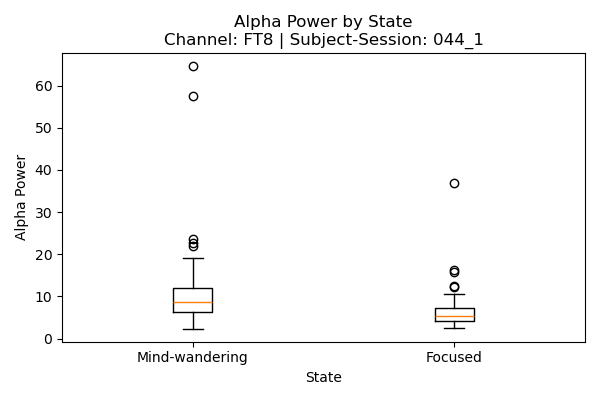 Alpha Power by State
Channel: FT8 | Subject-Session: 044_1
Alpha Power
60
50
40
30
20
10
0
Mind-wandering
Focused
State